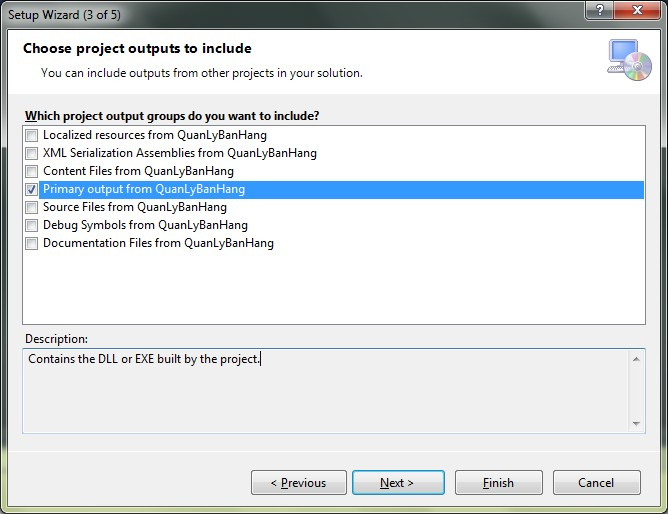 Setup Wizard (3 of 5)
Choose project outputs to include
You can include outputs from other projects in your solution.
Which project output groups do you want to include?
Localized resources from QuanLyBanHang
XML Serialization Assemblies from QuanLyBanHang
Content Files from QuanLyBanHang
Primary output from QuanLyBanHang
Source Files from QuanLyBanHang
Debug Symbols from QuanLyBanHang
Documentation Files from QuanLyBanHang
Description:
Contains the DLL or EXE built by the project.
< Previous Next > Finish Cancel